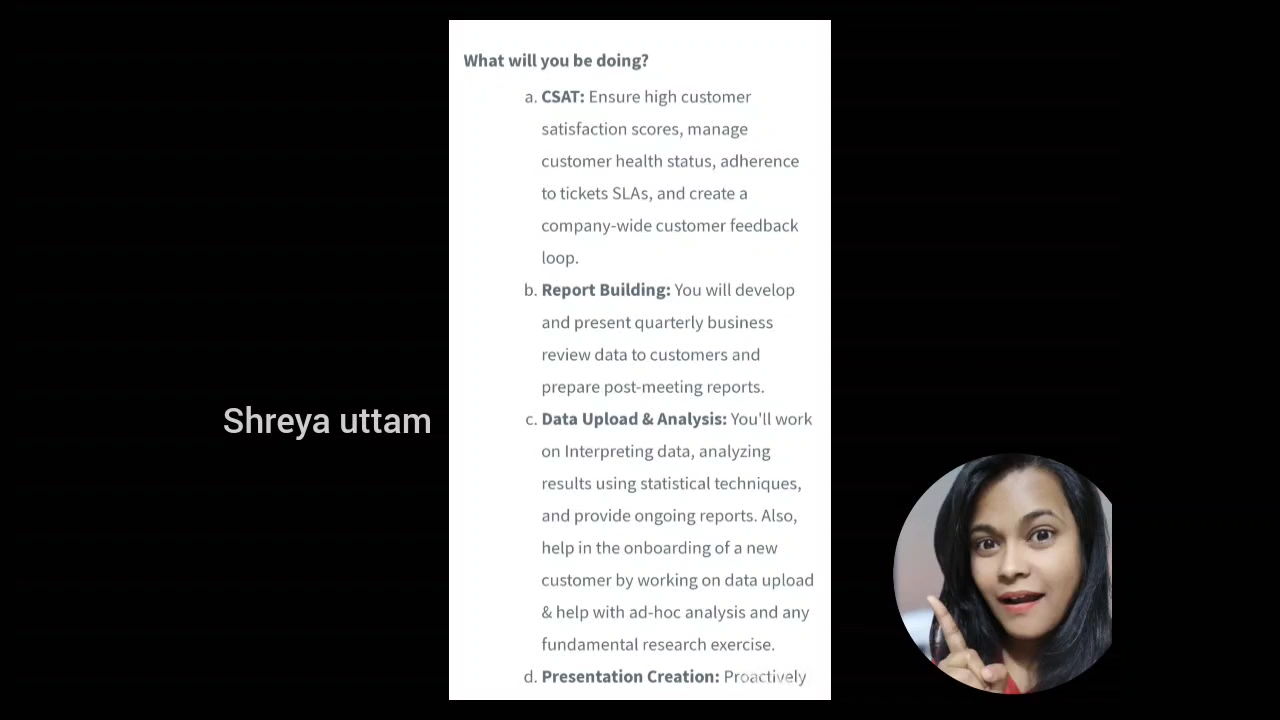 What will you be doing?
a. CSAT: Ensure high customer
satisfaction scores, manage
customer health status, adherence
to tickets SLAs, and create a
company-wide customer feedback
loop.
b. Report Building: You will develop
and present quarterly business
review data to customers and
prepare post-meeting reports.
c. Data Upload & Analysis: You'll work
on Interpreting data, analyzing
results using statistical techniques,
and provide ongoing reports. Also,
help in the onboarding of a new
customer by working on data upload
& help with ad-hoc analysis and any
fundamental research exercise.
d. Presentation Creation: Proactively
Shreya uttam